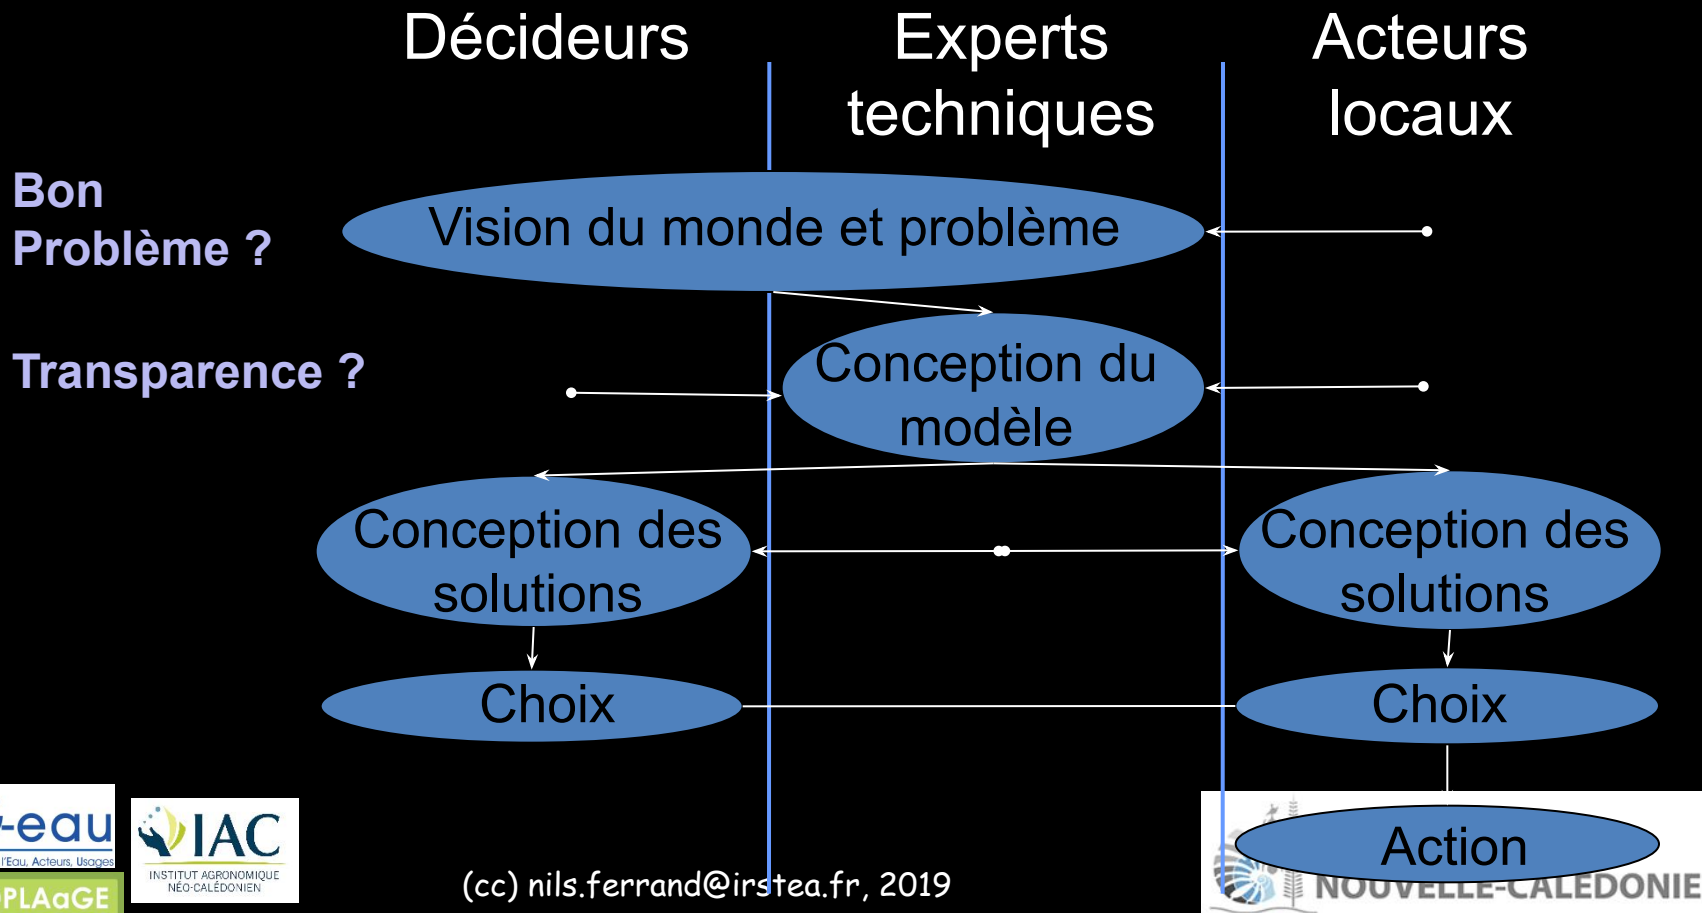 Décideurs
Experts
techniques
Acteurs
locaux
Bon
Problème ?
Vision du monde et problème
Transparence ?
Conception du
modèle
Conception des
solutions
Conception des
solutions
Choix
Choix
Action
-eau
l'Eau, Acteurs, Usages
PLAaGE
IAC
INSTITUT AGRONOMIQUE
NÉO-CALÉDONIEN
(cc) nils.ferrand@irstea.fr, 2019
NOUVELLE-CALEDONIE